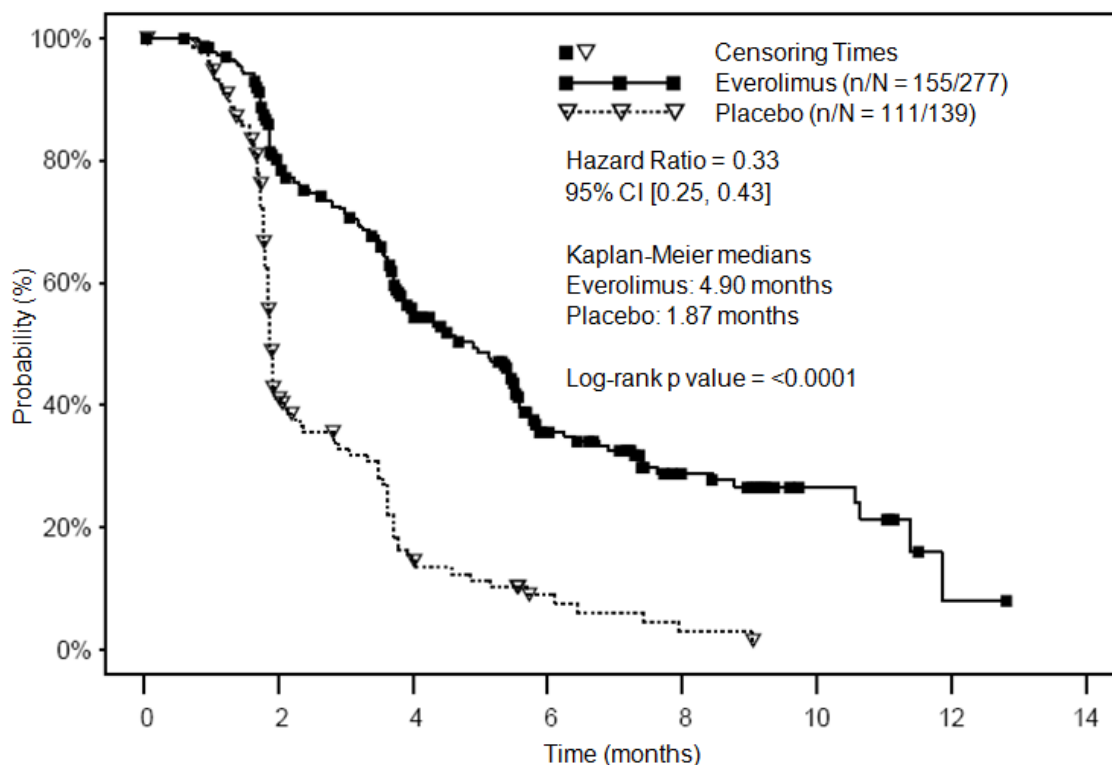 100%
80%
60%
40%
20%
0%
Probability (%)
Censoring Times
Everolimus (n/N = 155/277)
Placebo (n/N = 111/139)
Hazard Ratio = 0.33
95% CI [0.25, 0.43]
Kaplan-Meier medians
Everolimus: 4.90 months
Placebo: 1.87 months
Log-rank p value = <0.0001
0 2 4 6 8 10 12 14
Time (months)